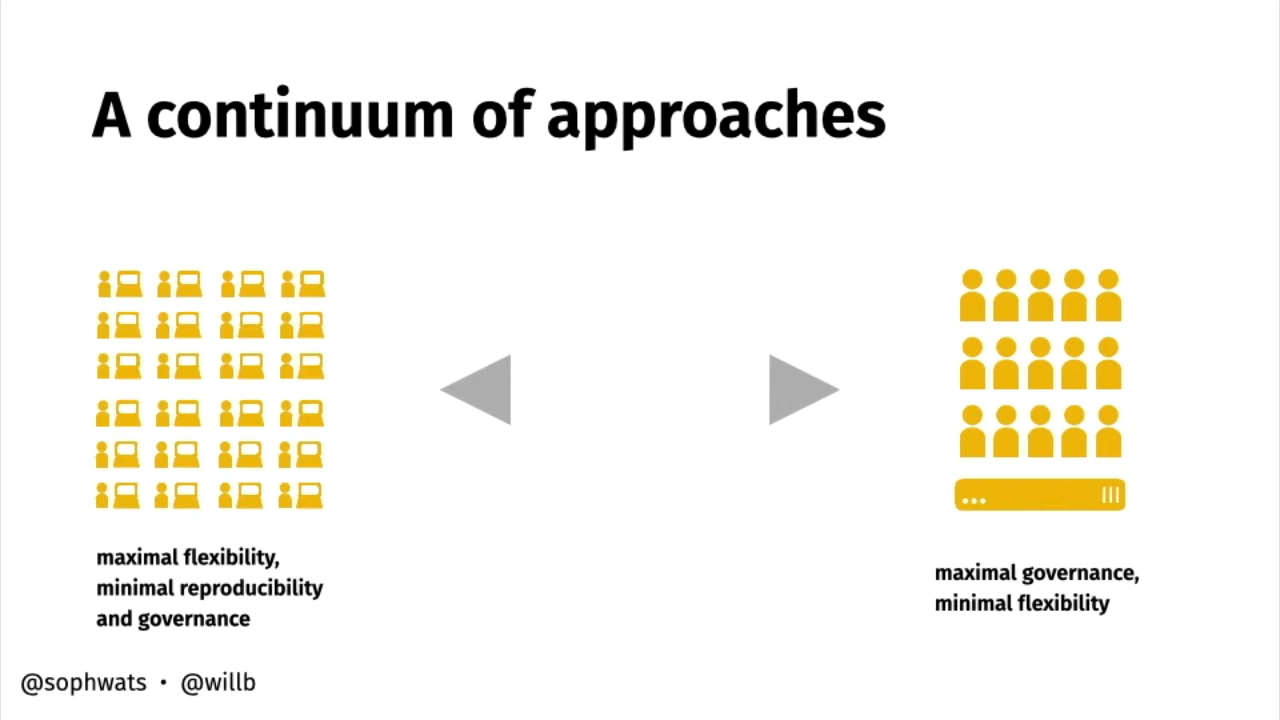 A continuum of approaches
maximal flexibility,
minimal reproducibility
and governance
maximal governance,
minimal flexibility
@sophwats • @willb